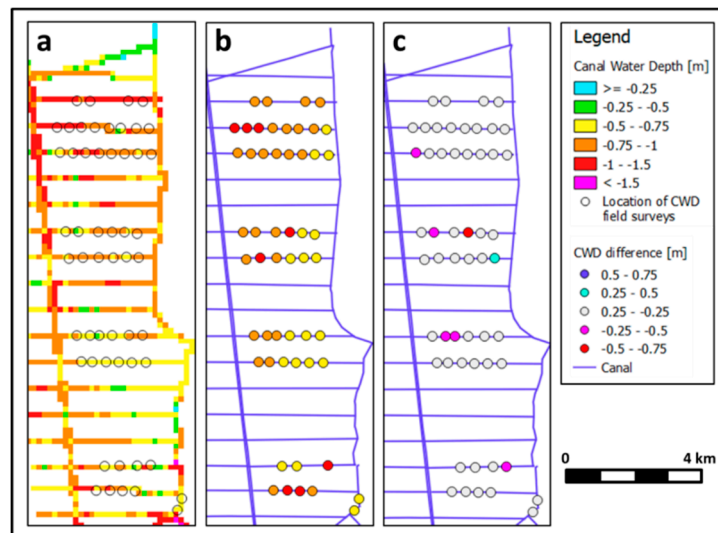 a
b
c
Legend
Canal Water Depth [m]
>= -0.25
-0.25 - -0.5
-0.5 - -0.75
-0.75 - -1
-1 - -1.5
< -1.5
Location of CWD
field surveys
CWD difference [m]
0.5 - 0.75
0.25 - 0.5
0.25 - -0.25
-0.25 - -0.5
-0.5 - -0.75
Canal
0
4 km